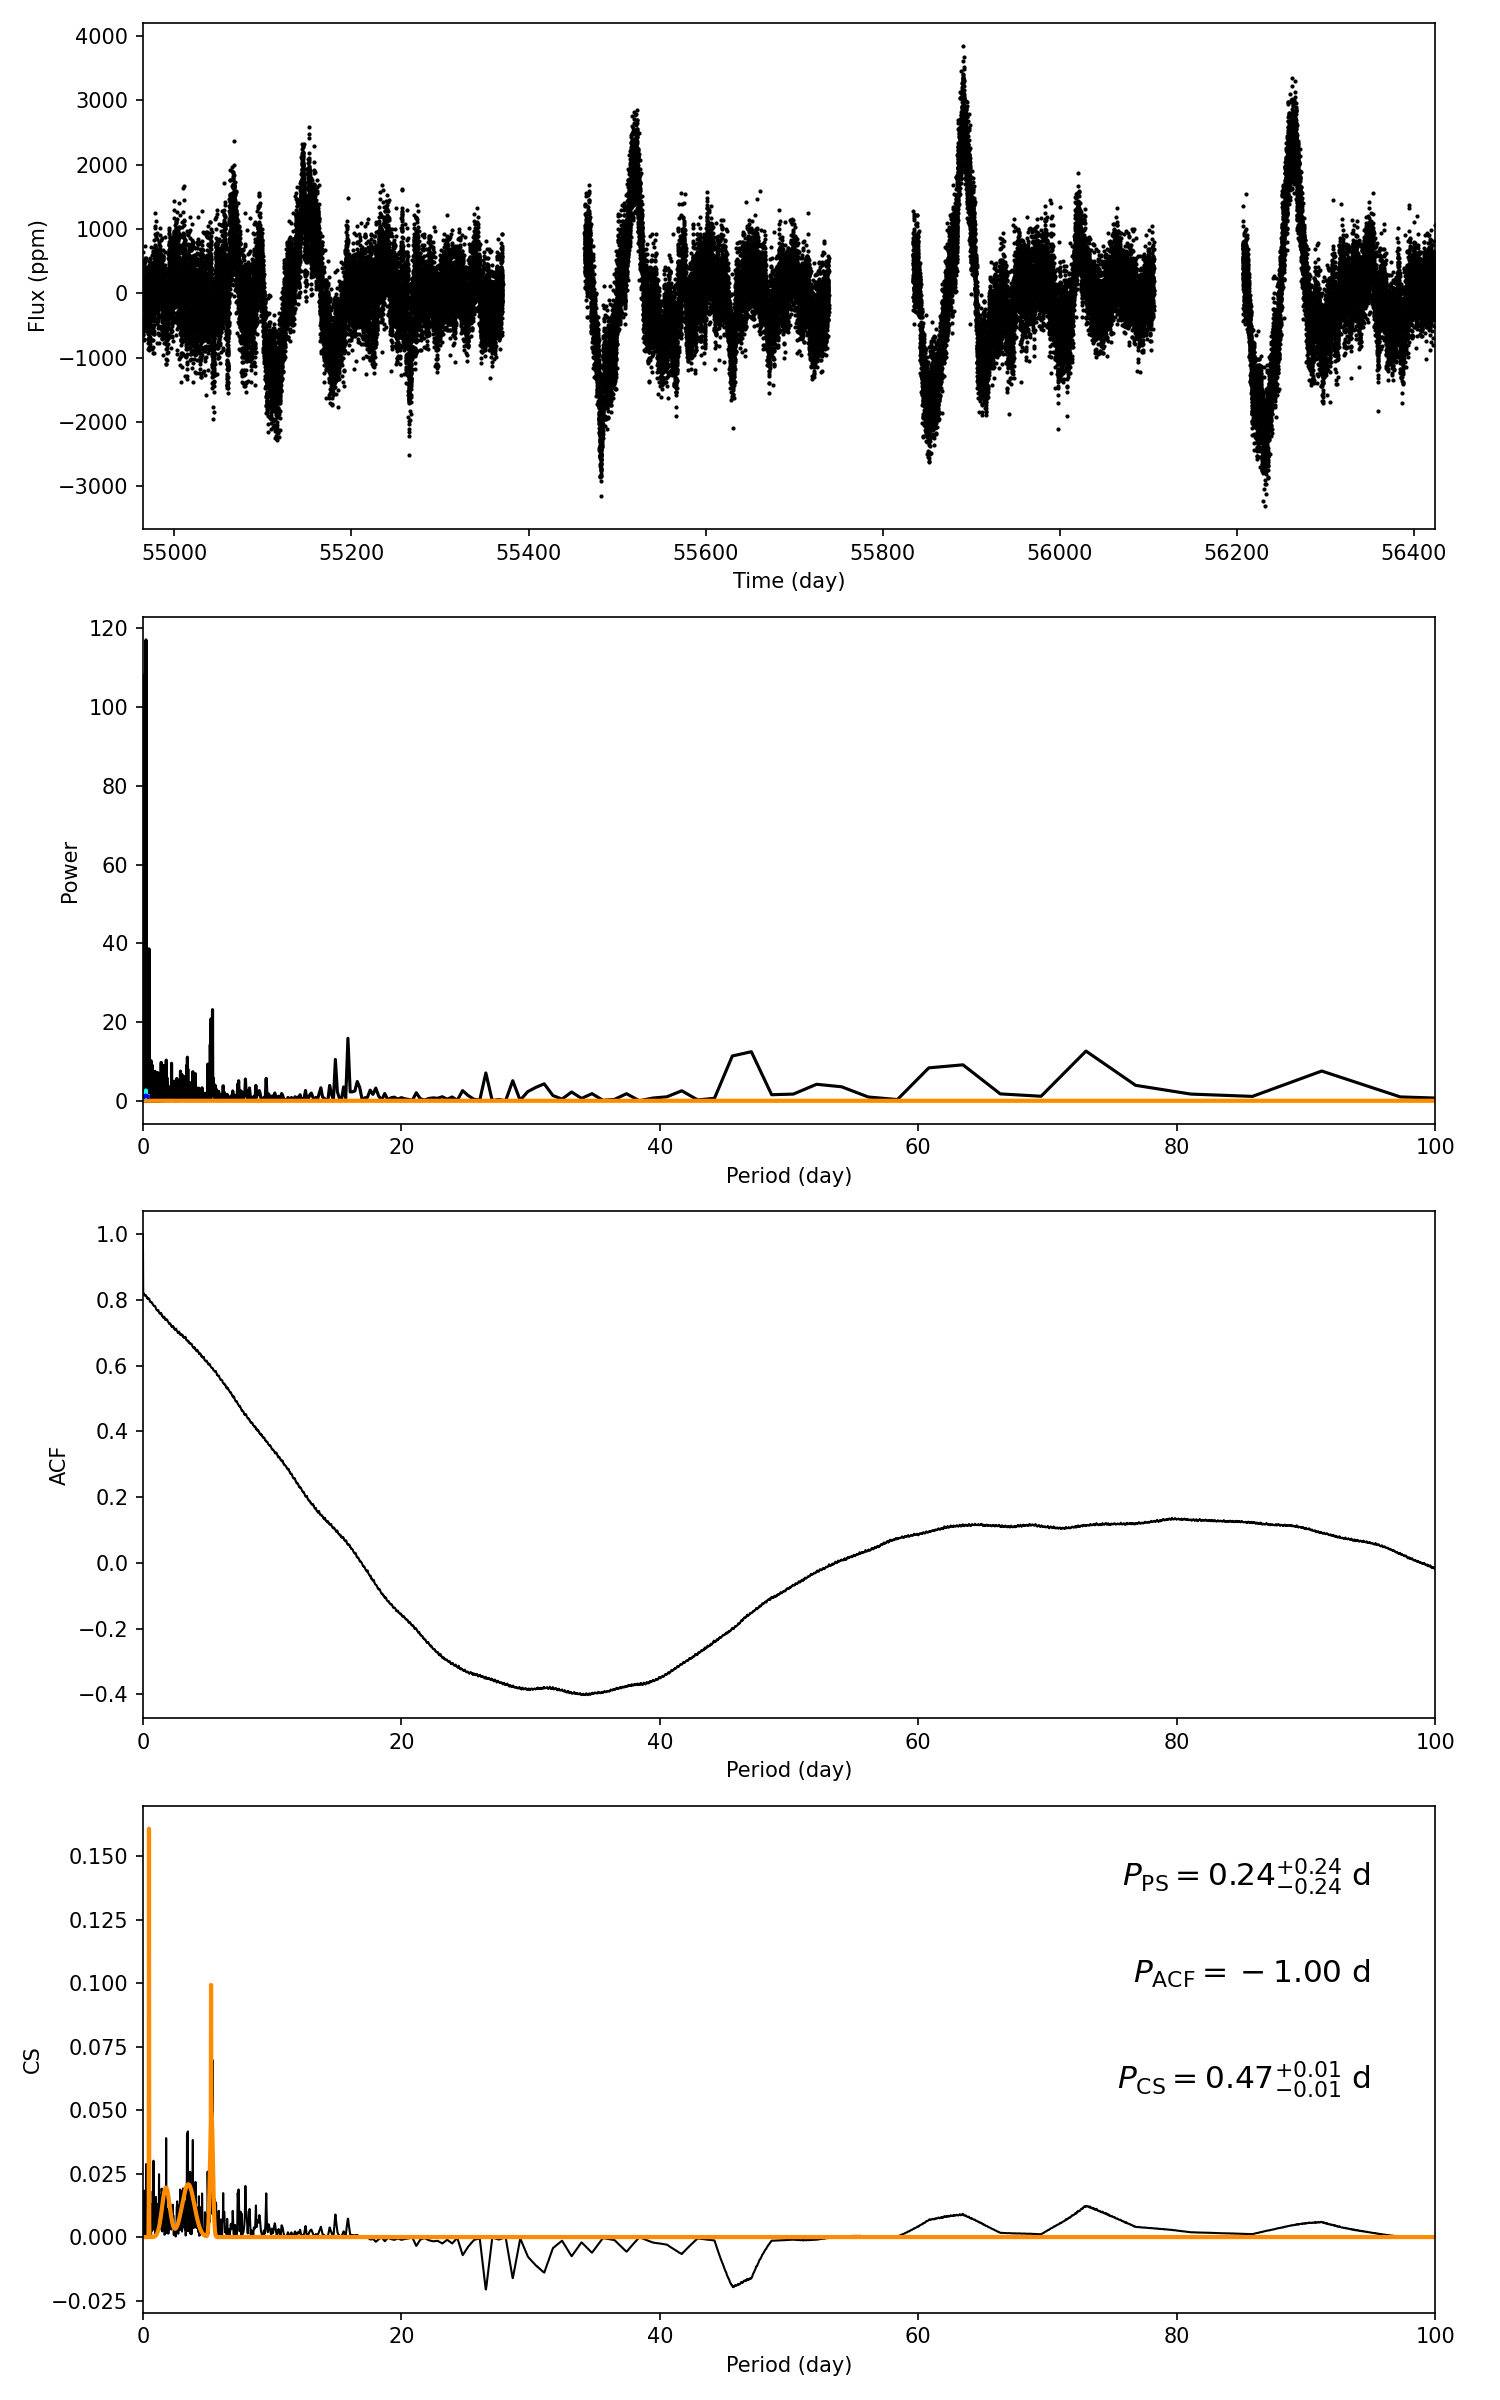 4000
3000
2000
1000
0
−1000
−2000
−3000
Flux (ppm)
55000 55200 55400 55600 55800 56000 56200 56400
Time (day)
120
100
80
60
40
20
0
Power
0 20 40 60 80 100
Period (day)
1.0
0.8
0.6
0.4
0.2
0.0
−0.2
−0.4
ACF
0 20 40 60 80 100
Period (day)
0.150
0.125
0.100
0.075
0.050
0.025
0.000
−0.025
CS
P_PS = 0.24 +0.24 −0.24 d
P_ACF = −1.00 d
P_CS = 0.47 +0.01 −0.01 d
0 20 40 60 80 100
Period (day)